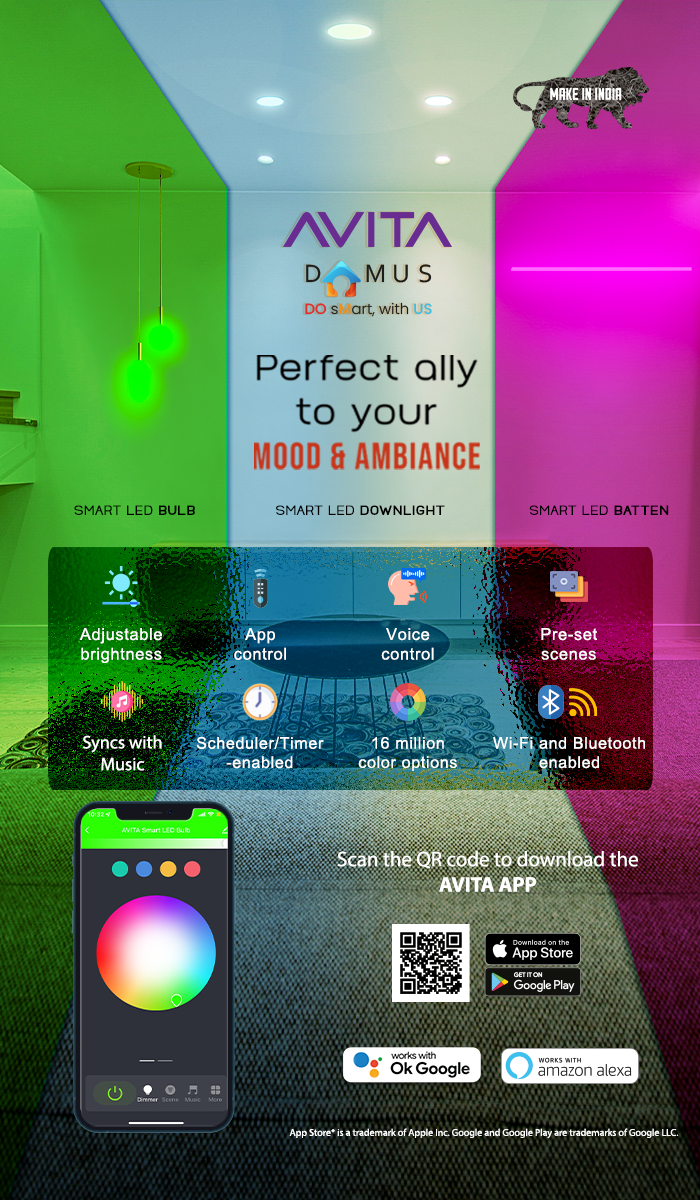 MAKE IN INDIA
AVITA
DOMUS
DO sMart, with US
Perfect ally
to your
MOOD & AMBIANCE
SMART LED BULB
SMART LED DOWNLIGHT
SMART LED BATTEN
Adjustable
brightness
App
control
Voice
control
Pre-set
scenes
Syncs with
Music
Scheduler/Timer
-enabled
16 million
color options
Wi-Fi and Bluetooth
enabled
10:32
AVITA Smart LED Bulb
Dimmer Scene Music More
Scan the QR code to download the
AVITA APP
Download on the
App Store
GET IT ON
Google Play
works with
Ok Google
WORKS WITH
amazon alexa
App Store* is a trademark of Apple Inc. Google and Google Play are trademarks of Google LLC.